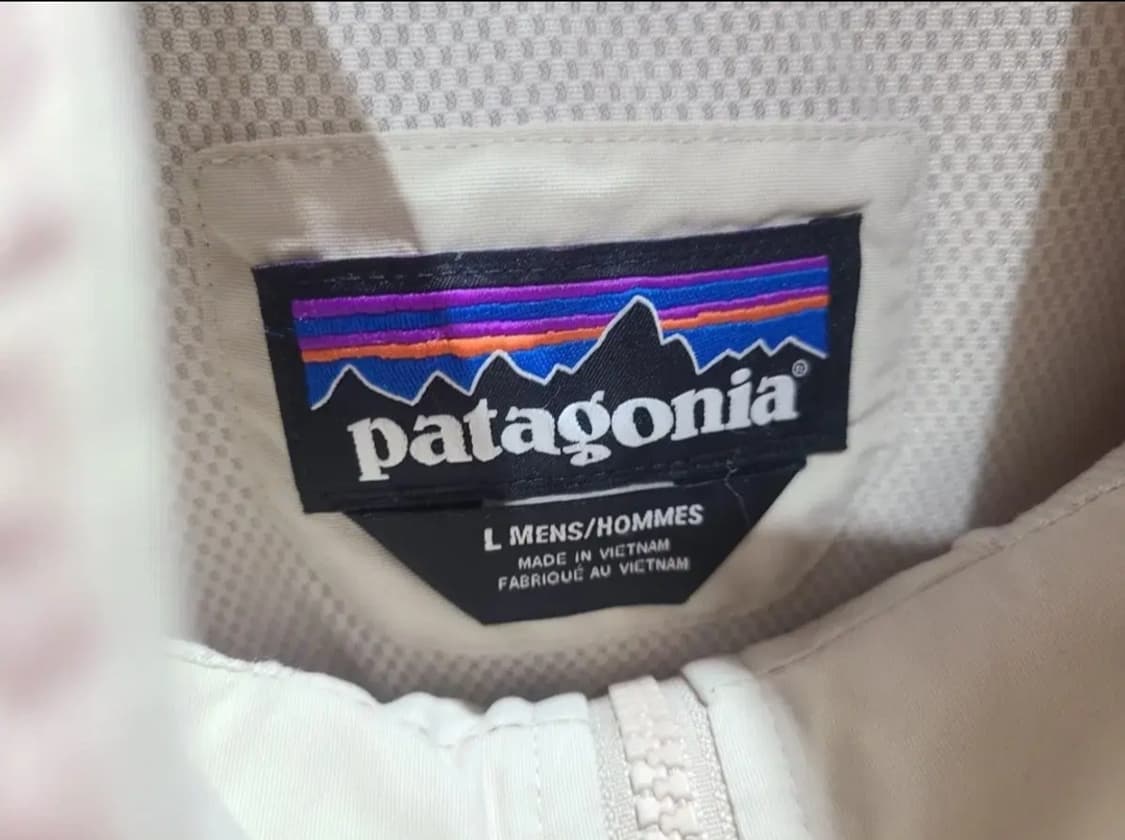 patagonia®
L MENS/HOMMES
MADE IN VIETNAM
FABRIQUÉ AU VIETNAM